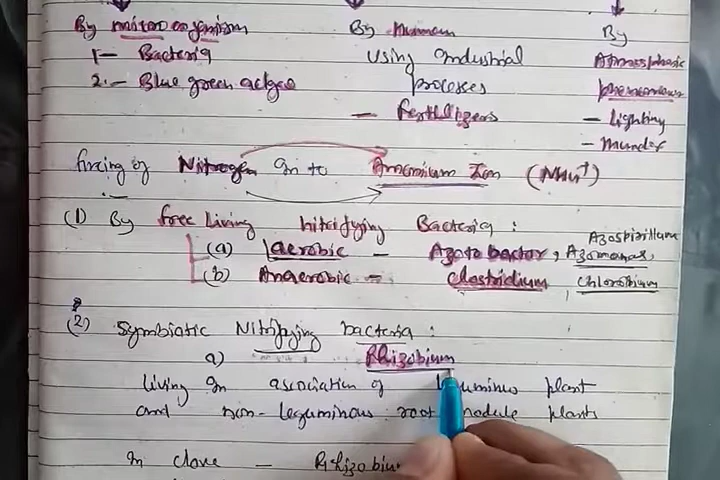 By microorganism By Human By
1- Bacteria using industrial Atmospheric
2.- Blue green algae processes phenomenons
- Fertilizers - Lighting
- Thunder
fixing of Nitrogen in to Ammonium Ion (NH4+)
(1) By free Living Nitrifying Bacteria :
(a) aerobic - Azotobactor, Azomonas, Azospirillum
(b) Anaerobic - Clostridium Chlorobium
(2) Symbiotic Nitrifying bacteria :
a) Rhizobium
living in association of leguminus plant
and non-leguminous root nodule plants
In clove - Rhizobium